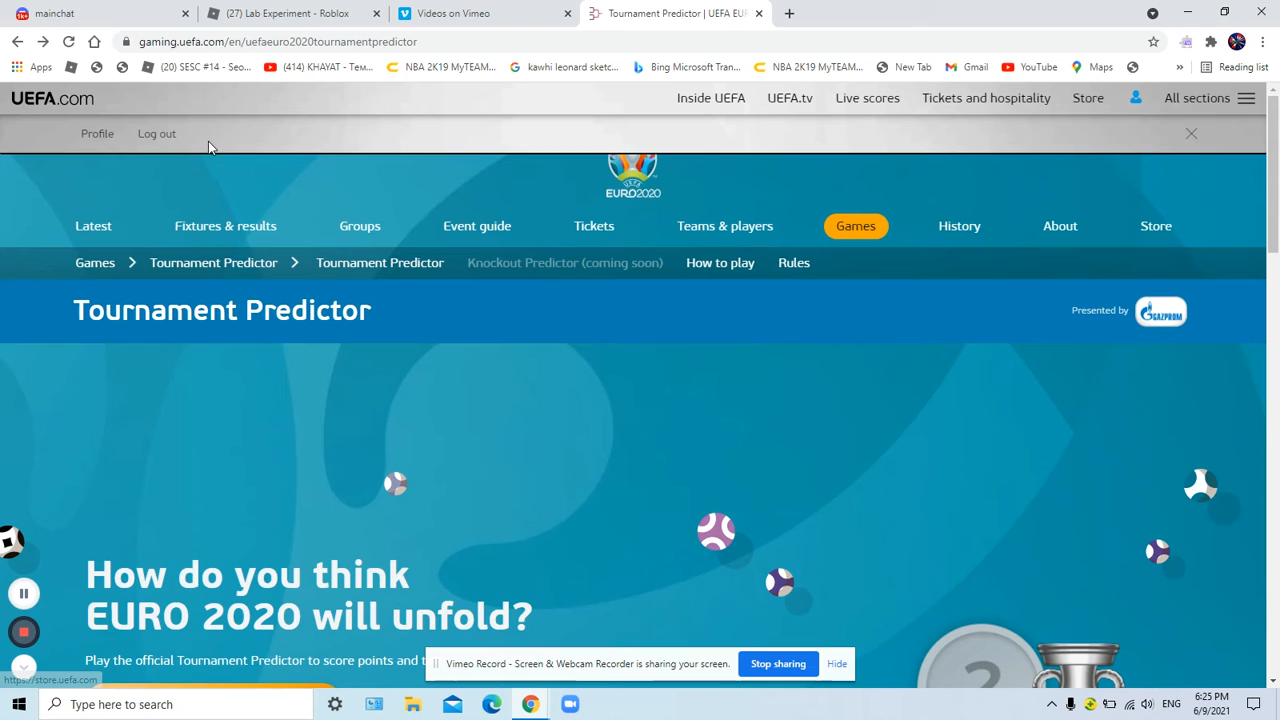 mainchat
(27) Lab Experiment - Roblox
Videos on Vimeo
Tournament Predictor | UEFA EU
gaming.uefa.com/en/uefaeuro2020tournamentpredictor
Apps
(20) SESC #14 - Seo...
(414) KHAYAT - Тем...
NBA 2K19 MyTEAM...
kawhi leonard sketc...
Bing Microsoft Tran...
NBA 2K19 MyTEAM...
New Tab
Gmail
YouTube
Maps
»
Reading list
UEFA.com
Inside UEFA
UEFA.tv
Live scores
Tickets and hospitality
Store
All sections
Profile
Log out
UEFA
EURO2020
Latest
Fixtures & results
Groups
Event guide
Tickets
Teams & players
Games
History
About
Store
Games
Tournament Predictor
Tournament Predictor
Knockout Predictor (coming soon)
How to play
Rules
Tournament Predictor
Presented by
GAZPROM
How do you think
EURO 2020 will unfold?
Play the official Tournament Predictor to score points and t
2
Vimeo Record - Screen & Webcam Recorder is sharing your screen.
Stop sharing
Hide
https://store.uefa.com
Type here to search
6:25 PM
6/9/2021